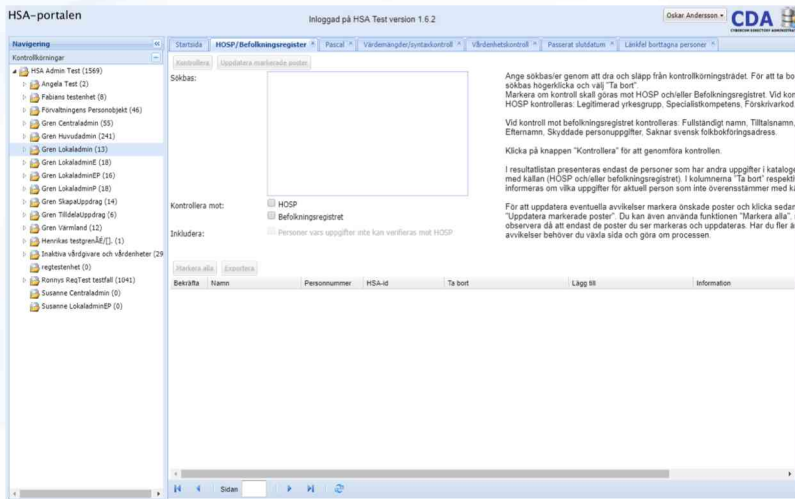 HSA-portalen
Inloggad på HSA Test version 1.6.2
Oskar Andersson
CDA
Navigering
Kontrollkörningar
HSA Admin Test (1569)
Angela Test (2)
Fabians testenhet (8)
Förvaltningens Personobjekt (46)
Gren Centraladmin (55)
Gren Huvudadmin (241)
Gren Lokaladmin (13)
Gren LokaladminE (18)
Gren LokaladminEP (16)
Gren LokaladminP (18)
Gren SkapaUppdrag (14)
Gren TilldelaUppdrag (6)
Gren Värmland (12)
Henrikas testgrenÅÉ/[]. (1)
Inaktiva vårdgivare och vårdenheter (29
regtestenhet (0)
Ronnys ReqTest testfall (1041)
Susanne Centraladmin (0)
Susanne LokaladminEP (0)
Startsida
HOSP/Befolkningsregister
Pascal
Värdemängder/syntaxkontroll
Vårdenhetskontroll
Passerat slutdatum
Länkfel borttagna personer
Kontrollera
Uppdatera markerade poster
Sökbas:
Kontrollera mot:
HOSP
Befolkningsregistret
Inkludera:
Personer vars uppgifter inte kan verifieras mot HOSP
Ange sökbas/er genom att dra och släpp från kontrollkörningsträdet. För att ta bo
sökbas högerklicka och välj "Ta bort".
Markera om kontroll skall göras mot HOSP och/eller Befolkningsregistret. Vid kon
HOSP kontrolleras: Legitimerad yrkesgrupp, Specialistkompetens, Förskrivarkod
Vid kontroll mot befolkningsregistret kontrolleras: Fullständigt namn, Tilltalsnamn,
Efternamn, Skyddade personuppgifter, Saknar svensk folkbokföringsadress.
Klicka på knappen "Kontrollera" för att genomföra kontrollen.
I resultatlistan presenteras endast de personer som har andra uppgifter i kataloge
med källan (HOSP och/eller befolkningsregistret). I kolumnerna "Ta bort" respekti
informeras om vilka uppgifter för aktuell person som inte överensstämmer med kä
För att uppdatera eventuella avvikelser markera önskade poster och klicka sedan
"Uppdatera markerade poster". Du kan även använda funktionen "Markera alla",
observera då att endast de poster du ser markeras och uppdateras. Har du fler ä
avvikelser behöver du växla sida och göra om processen.
Markera alla
Exportera
Bekräfta
Namn
Personnummer
HSA-id
Ta bort
Lägg till
Information
Sidan